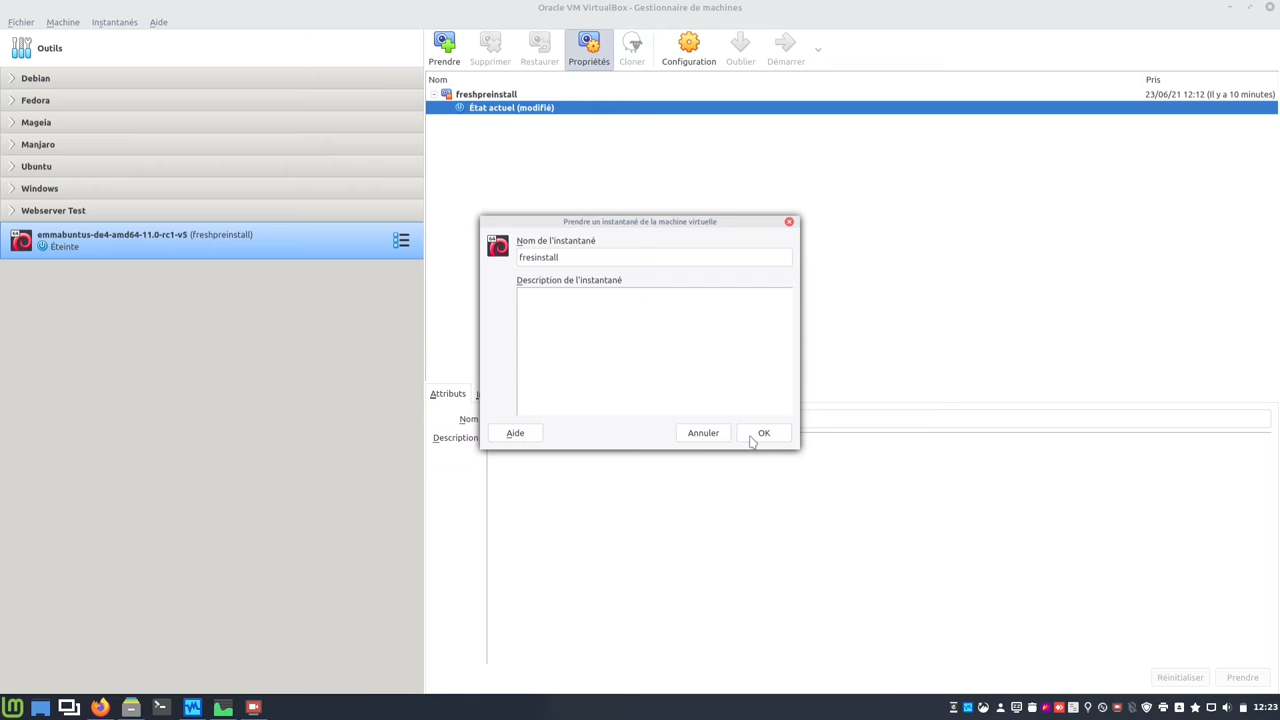 Oracle VM VirtualBox - Gestionnaire de machines
Fichier Machine Instantanés Aide
Outils
Prendre Supprimer Restaurer Propriétés Cloner Configuration Oublier Démarrer
Nom Pris
Debian
freshpreinstall 23/06/21 12:12 (Il y a 10 minutes)
Fedora
État actuel (modifié)
Mageia
Manjaro
Ubuntu
Windows
Webserver Test
emmabuntus-de4-amd64-11.0-rc1-v5 (freshpreinstall)
Éteinte
Prendre un instantané de la machine virtuelle
64
Nom de l'instantané
fresinstall
Description de l'instantané
Aide Annuler OK
Attributs
Nom
Description
Réinitialiser Prendre
12:23